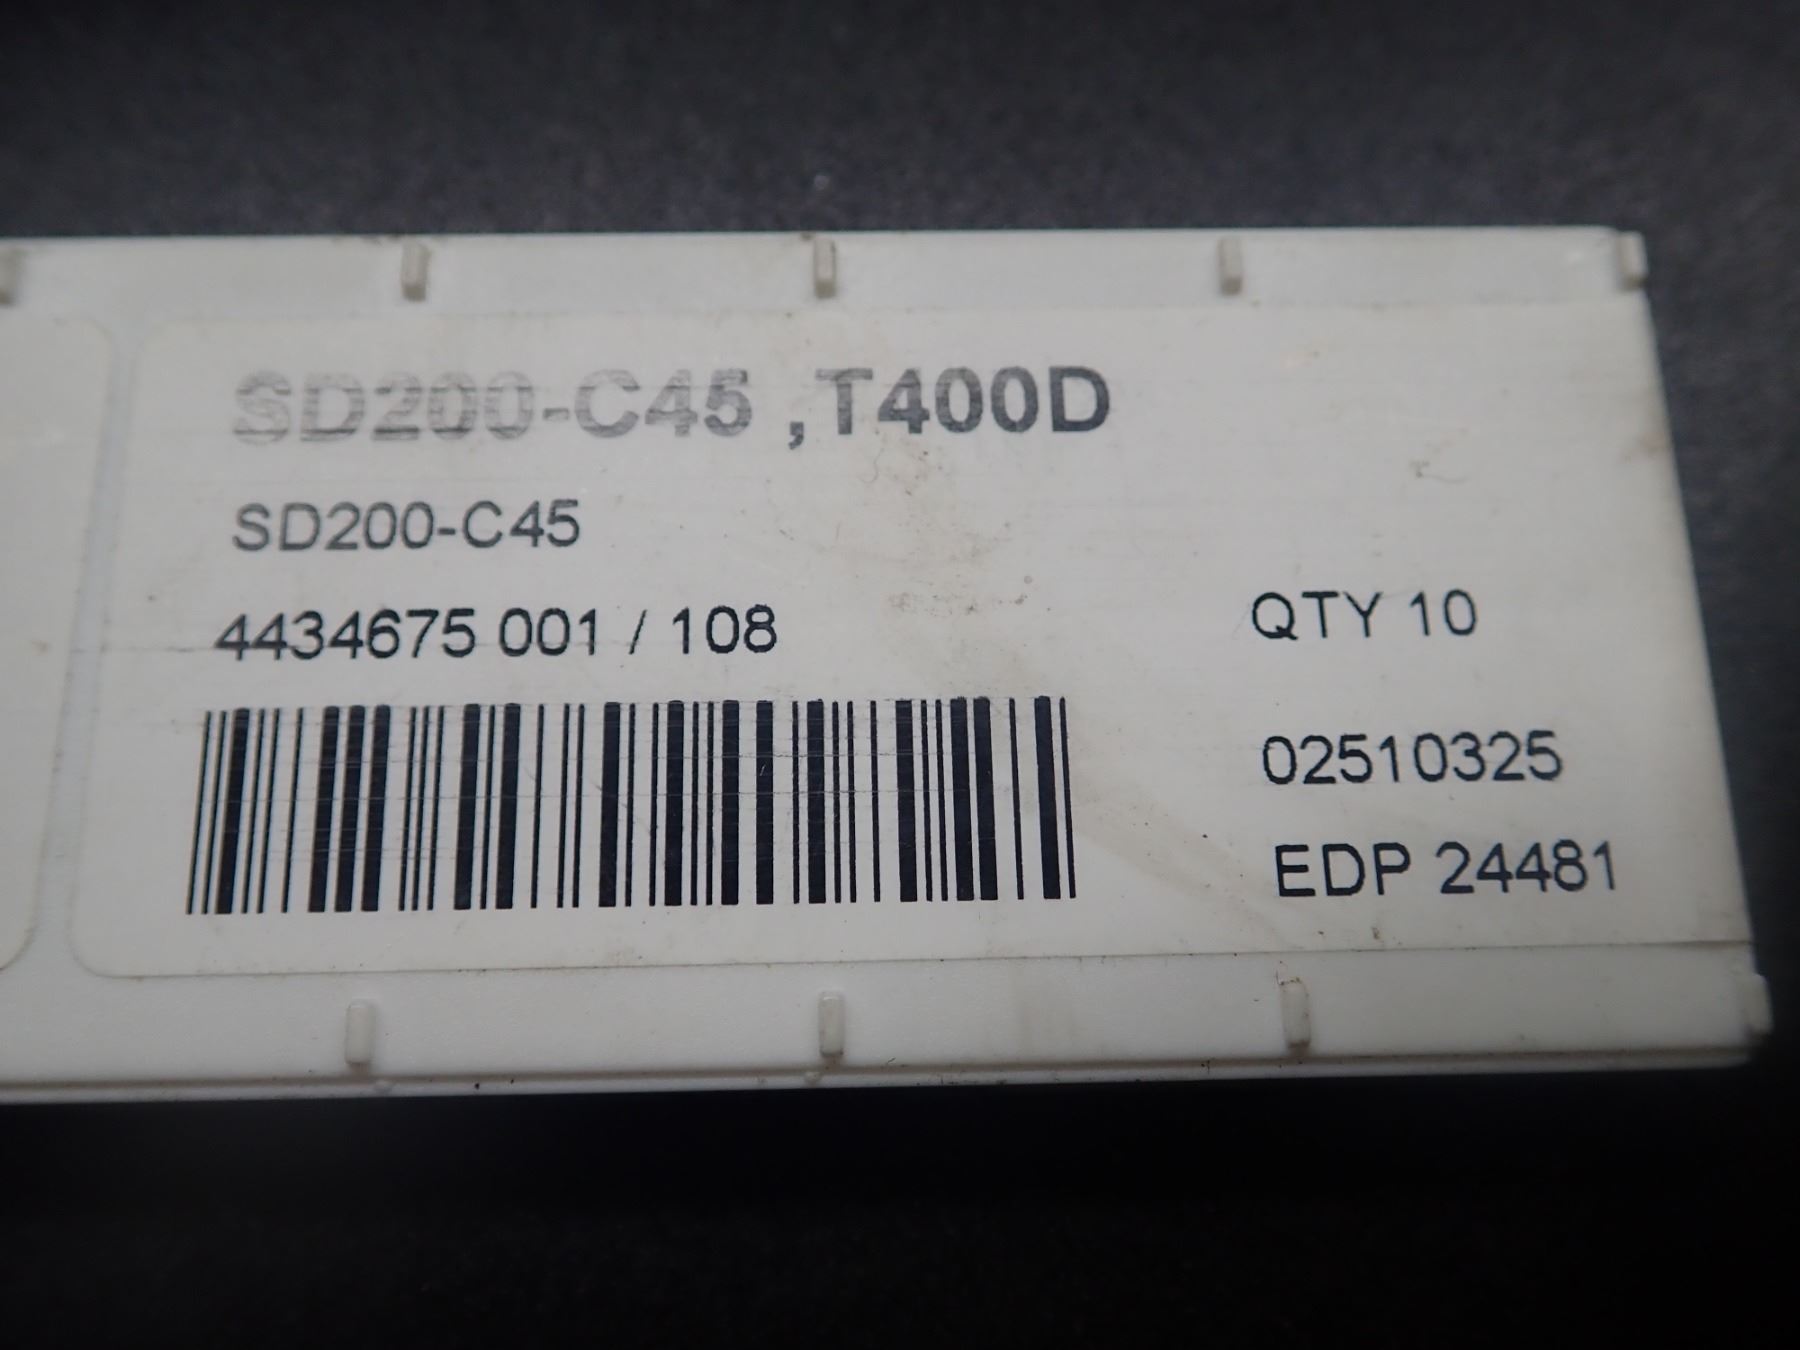 SD200-C45 ,T400D
SD200-C45
4434675 001 / 108
QTY 10
02510325
EDP 24481